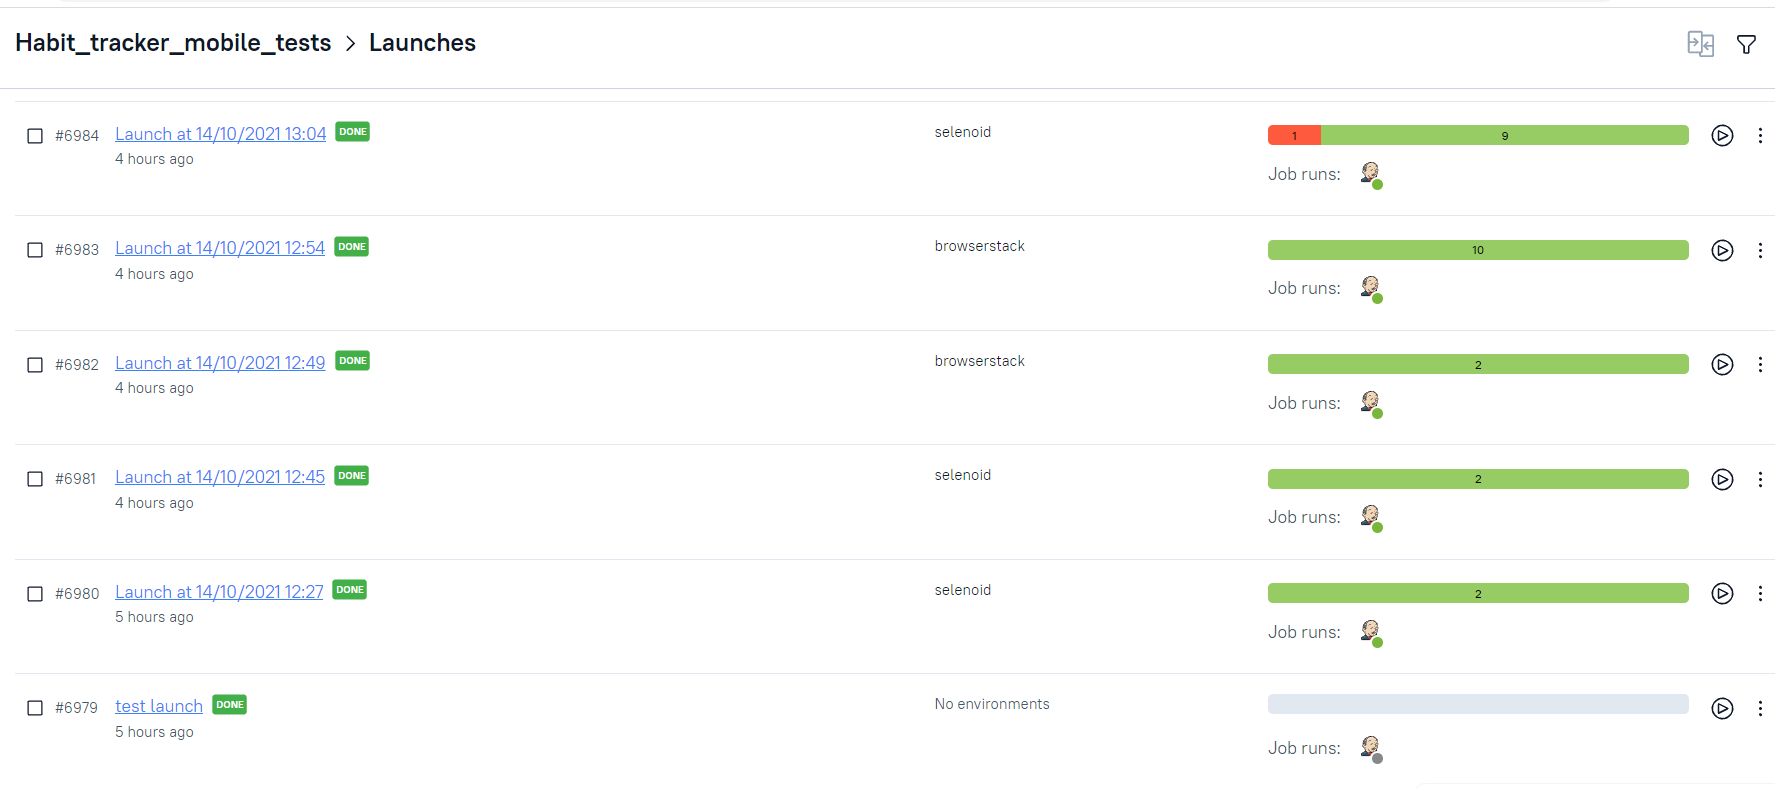 Habit_tracker_mobile_tests > Launches
#6984 Launch at 14/10/2021 13:04 DONE selenoid 1 9
4 hours ago
Job runs:
#6983 Launch at 14/10/2021 12:54 DONE browserstack 10
4 hours ago
Job runs:
#6982 Launch at 14/10/2021 12:49 DONE browserstack 2
4 hours ago
Job runs:
#6981 Launch at 14/10/2021 12:45 DONE selenoid 2
4 hours ago
Job runs:
#6980 Launch at 14/10/2021 12:27 DONE selenoid 2
5 hours ago
Job runs:
#6979 test launch DONE No environments
5 hours ago
Job runs: